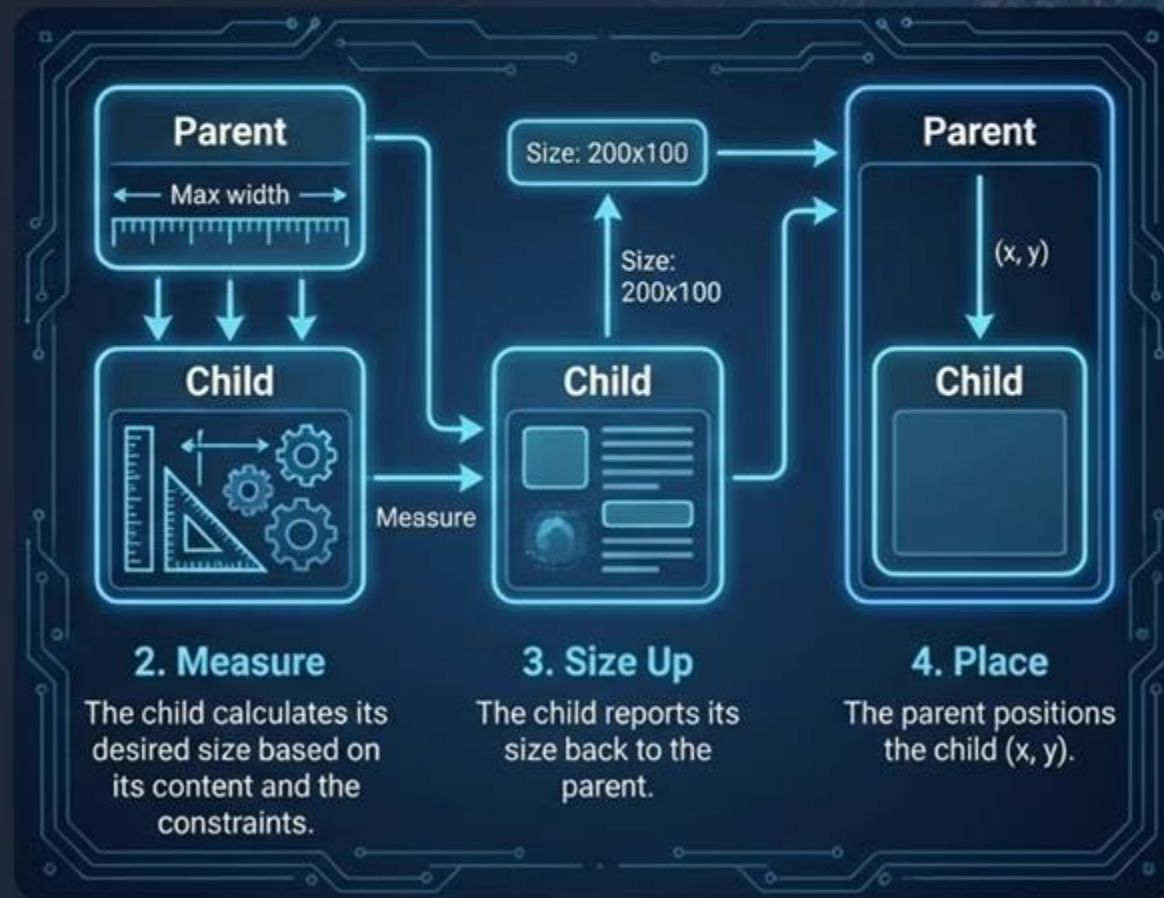 Parent
Max width
Child
Measure
Size: 200x100
Size:
200x100
Child
Parent
(x, y)
Child
2. Measure
The child calculates its
desired size based on
its content and the
constraints.
3. Size Up
The child reports its
size back to the
parent.
4. Place
The parent positions
the child (x, y).